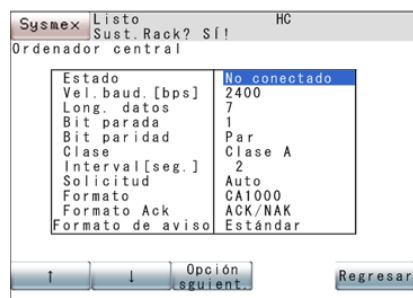 Sysmex Listo HC
Sust.Rack? SÍ!
Ordenador central
Estado No conectado
Vel.baud.[bps] 2400
Long. datos 7
Bit parada 1
Bit paridad Par
Clase Clase A
Interval[seg.] 2
Solicitud Auto
Formato CA1000
Formato Ack ACK/NAK
Formato de aviso Estándar
↑ ↓ Opción sguient. Regresar